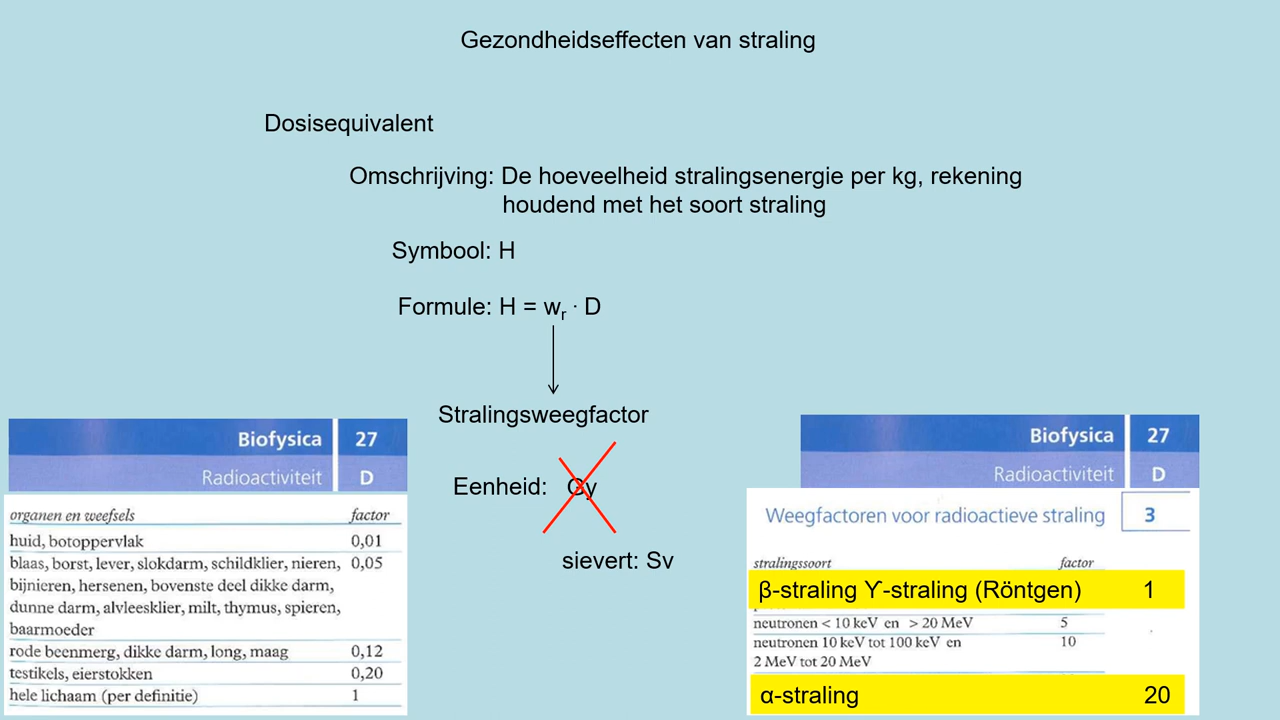 Gezondheidseffecten van straling
Dosisequivalent
Omschrijving: De hoeveelheid stralingsenergie per kg, rekening
houdend met het soort straling
Symbool: H
Formule: H = wr · D
Stralingsweegfactor
Eenheid: Gy
sievert: Sv
Biofysica 27
Radioactiviteit D
organen en weefsels factor
huid, botoppervlak 0,01
blaas, borst, lever, slokdarm, schildklier, nieren, 0,05
bijnieren, hersenen, bovenste deel dikke darm,
dunne darm, alvleesklier, milt, thymus, spieren,
baarmoeder
rode beenmerg, dikke darm, long, maag 0,12
testikels, eierstokken 0,20
hele lichaam (per definitie) 1
Biofysica 27
Radioactiviteit D
Weegfactoren voor radioactieve straling 3
stralingssoort factor
β-straling ϒ-straling (Röntgen) 1
neutronen < 10 keV en > 20 MeV 5
neutronen 10 keV tot 100 keV en 10
2 MeV tot 20 MeV
α-straling 20